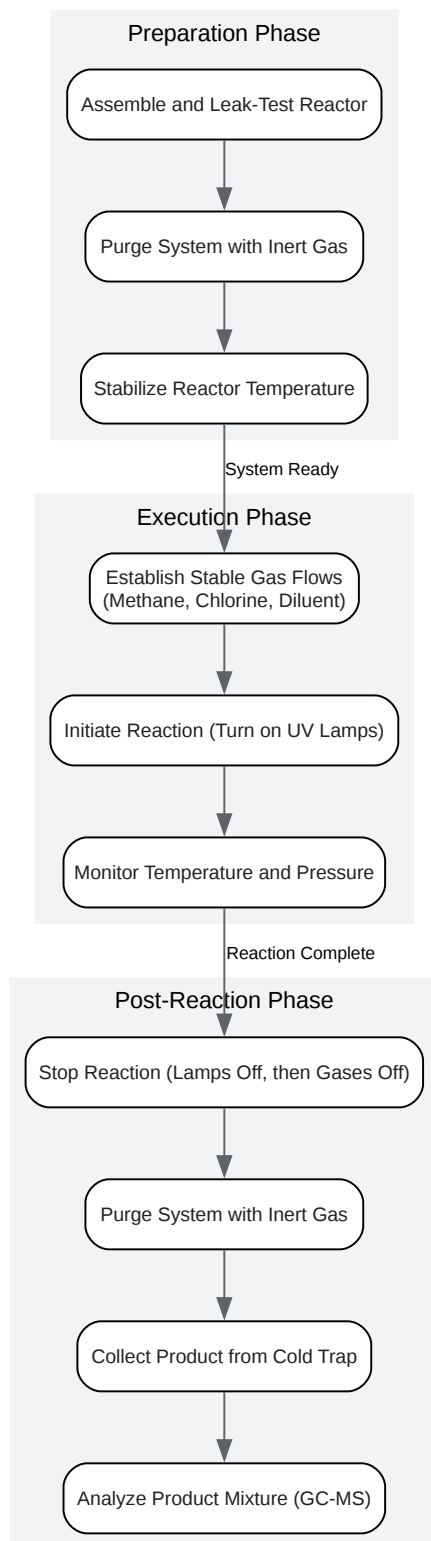 Preparation Phase
Assemble and Leak-Test Reactor
Purge System with Inert Gas
Stabilize Reactor Temperature
System Ready
Execution Phase
Establish Stable Gas Flows
(Methane, Chlorine, Diluent)
Initiate Reaction (Turn on UV Lamps)
Monitor Temperature and Pressure
Reaction Complete
Post-Reaction Phase
Stop Reaction (Lamps Off, then Gases Off)
Purge System with Inert Gas
Collect Product from Cold Trap
Analyze Product Mixture (GC-MS)